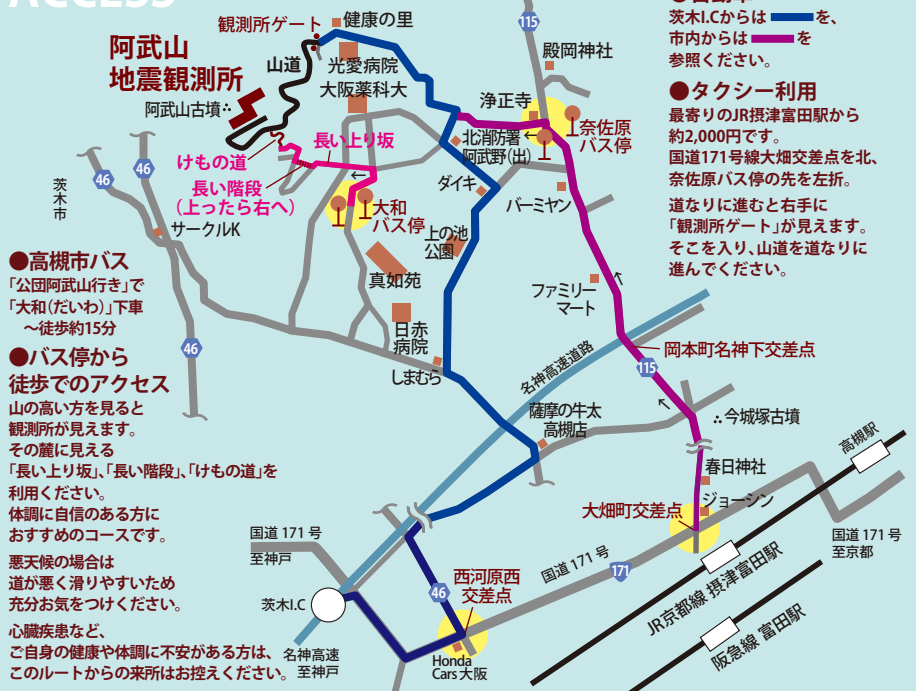 ACCESS
観測所ゲート
健康の里
阿武山
地震観測所
山道
光愛病院
大阪薬科大
阿武山古墳
けもの道
長い上り坂
長い階段
(上ったら右へ)
大和
バス停
真如苑
日赤
病院
しまむら
上の池
公園
ダイキ
北消防署
阿武野(出)
浄正寺
殿岡神社
115
奈佐原
バス停
バーミヤン
ファミリー
マート
名神高速道路
岡本町名神下交差点
115
今城塚古墳
薩摩の牛太
高槻店
春日神社
ジョーシン
大畑町交差点
高槻駅
国道 171 号
至京都
JR京都線 摂津富田駅
阪急線 富田駅
国道 171 号
171
西河原西
交差点
46
Honda
Cars 大阪
茨木I.C
国道 171 号
至神戸
名神高速
至神戸
茨木市
46
46
サークルK
46
茨木I.Cからは を、
市内からは を
参照ください。
●タクシー利用
最寄りのJR摂津富田駅から
約2,000円です。
国道171号線大畑交差点を北、
奈佐原バス停の先を左折。
道なりに進むと右手に
「観測所ゲート」が見えます。
そこを入り、山道を道なりに
進んでください。
●高槻市バス
「公団阿武山行き」で
「大和(だいわ)」下車
～徒歩約15分
●バス停から
徒歩でのアクセス
山の高い方を見ると
観測所が見えます。
その麓に見える
「長い上り坂」、「長い階段」、「けもの道」を
利用ください。
体調に自信のある方に
おすすめのコースです。
悪天候の場合は
道が悪く滑りやすいため
充分お気をつけください。
心臓疾患など、
ご自身の健康や体調に不安がある方は、
このルートからの来所はお控えください。